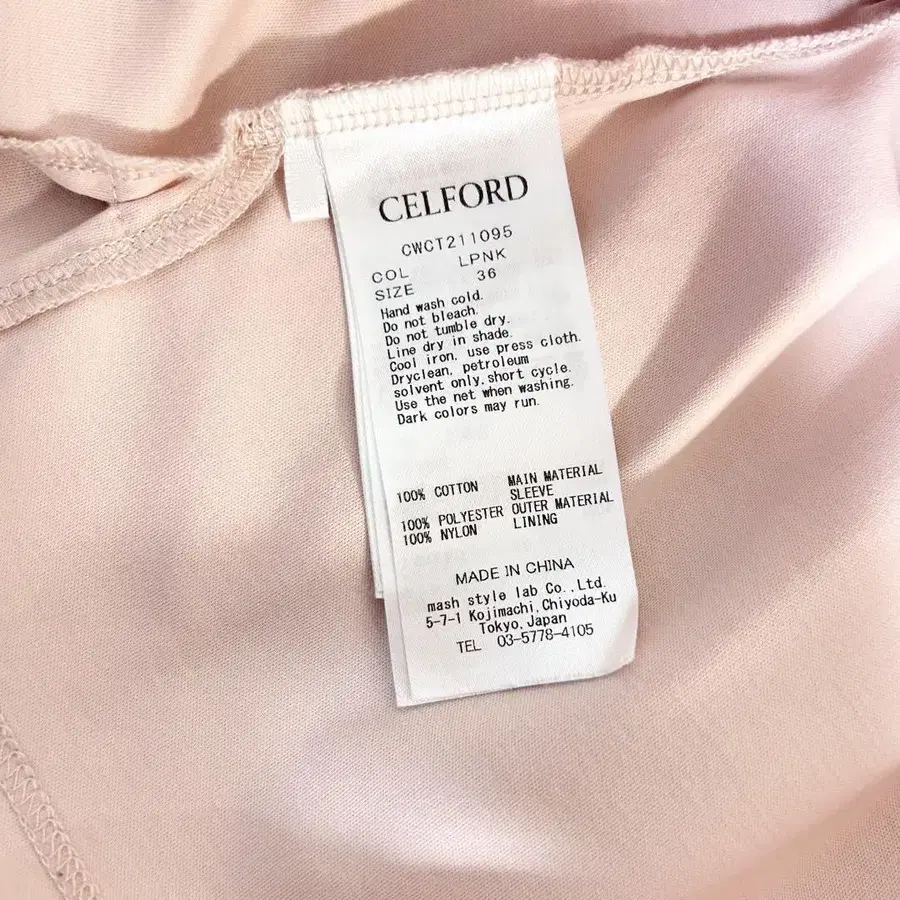 CELFORD
CWCT211095
COL LPNK
SIZE 36
Hand wash cold.
Do not bleach.
Do not tumble dry.
Line dry in shade.
Cool iron, use press cloth.
Dryclean, petroleum
solvent only, short cycle.
Use the net when washing.
Dark colors may run.
100% COTTON MAIN MATERIAL
SLEEVE
100% POLYESTER OUTER MATERIAL
100% NYLON LINING
MADE IN CHINA
mash style lab Co.,Ltd.
5-7-1 Kojimachi,Chiyoda-Ku
Tokyo,Japan
TEL 03-5778-4105